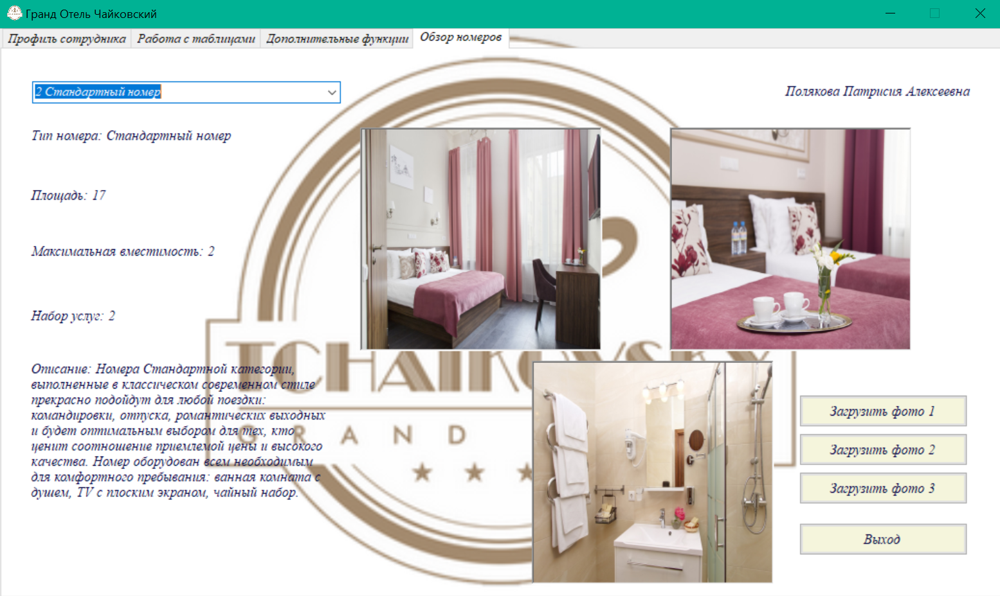 Гранд Отель Чайковский
Профиль сотрудника
Работа с таблицами
Дополнительные функции
Обзор номеров
2 Стандартный номер
Полякова Патрисия Алексеевна
Тип номера: Стандартный номер
Площадь: 17
Максимальная вместимость: 2
Набор услуг: 2
TCHAIKOVSKY
GRAND
Описание: Номера Стандартной категории,
выполненные в классическом современном стиле
прекрасно подойдут для любой поездки:
командировки, отпуска, романтических выходных
и будет оптимальным выбором для тех, кто
ценит соотношение приемлемой цены и высокого
качества. Номер оборудован всем необходимым
для комфортного пребывания: ванная комната с
душем, TV с плоским экраном, чайный набор.
Загрузить фото 1
Загрузить фото 2
Загрузить фото 3
Выход